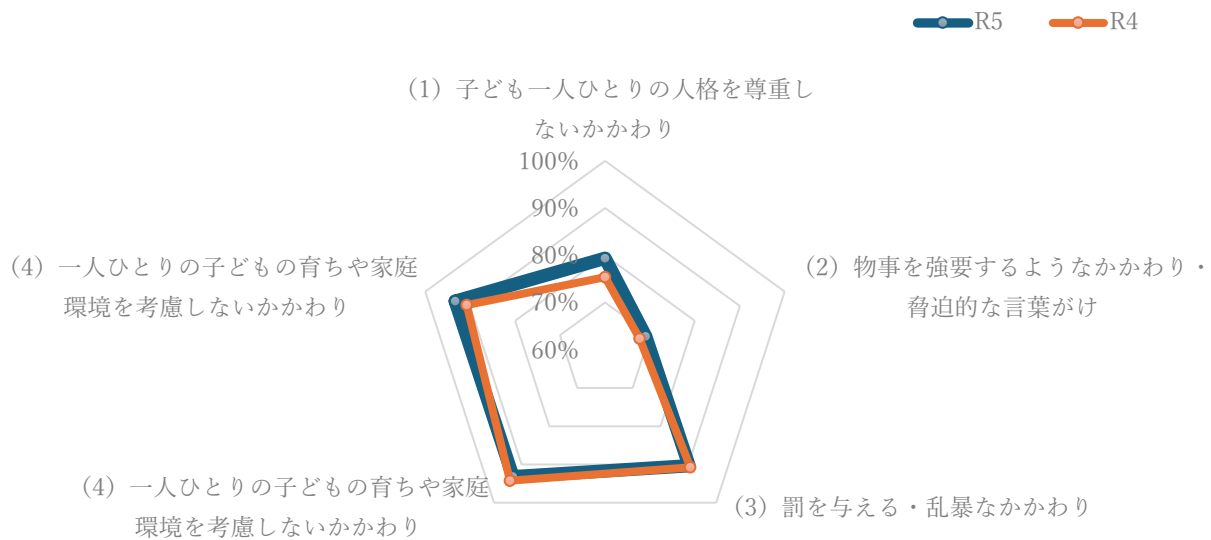 R5
R4
（1）子ども一人ひとりの人格を尊重し
ないかかわり
100%
90%
80%
70%
60%
（2）物事を強要するようなかかわり・
脅迫的な言葉がけ
（3）罰を与える・乱暴なかかわり
（4）一人ひとりの子どもの育ちや家庭
環境を考慮しないかかわり
（4）一人ひとりの子どもの育ちや家庭
環境を考慮しないかかわり